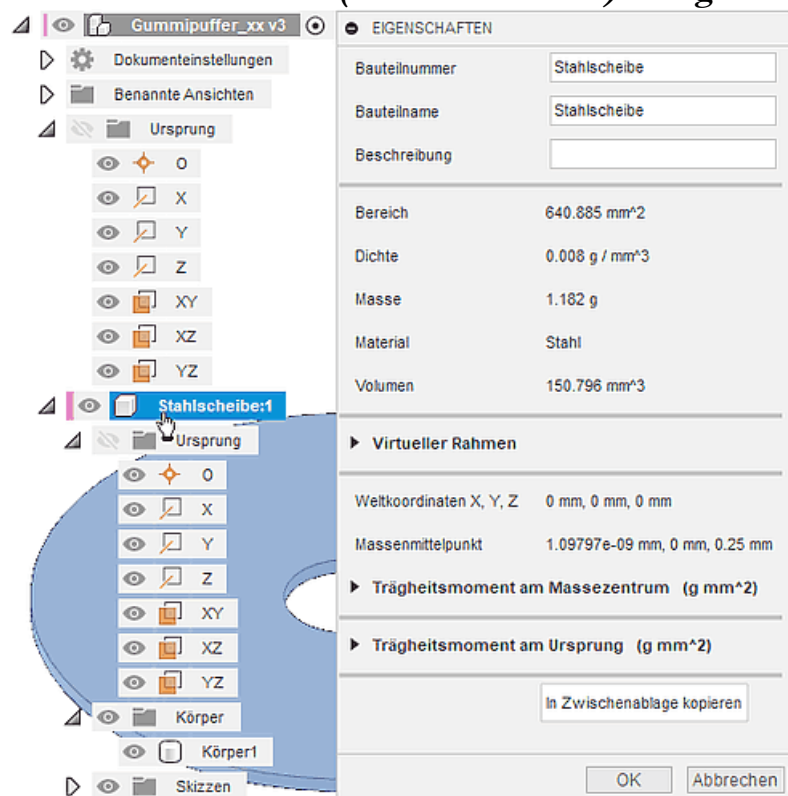 Gummipuffer_xx v3
Dokumenteinstellungen
Benannte Ansichten
Ursprung
O
X
Y
Z
XY
XZ
YZ
Stahlscheibe:1
Ursprung
O
X
Y
Z
XY
XZ
YZ
Körper
Körper1
Skizzen
EIGENSCHAFTEN
Bauteilnummer Stahlscheibe
Bauteilname Stahlscheibe
Beschreibung
Bereich 640.885 mm^2
Dichte 0.008 g / mm^3
Masse 1.182 g
Material Stahl
Volumen 150.796 mm^3
Virtueller Rahmen
Weltkoordinaten X, Y, Z 0 mm, 0 mm, 0 mm
Massenmittelpunkt 1.09797e-09 mm, 0 mm, 0.25 mm
Trägheitsmoment am Massezentrum (g mm^2)
Trägheitsmoment am Ursprung (g mm^2)
In Zwischenablage kopieren
OK Abbrechen